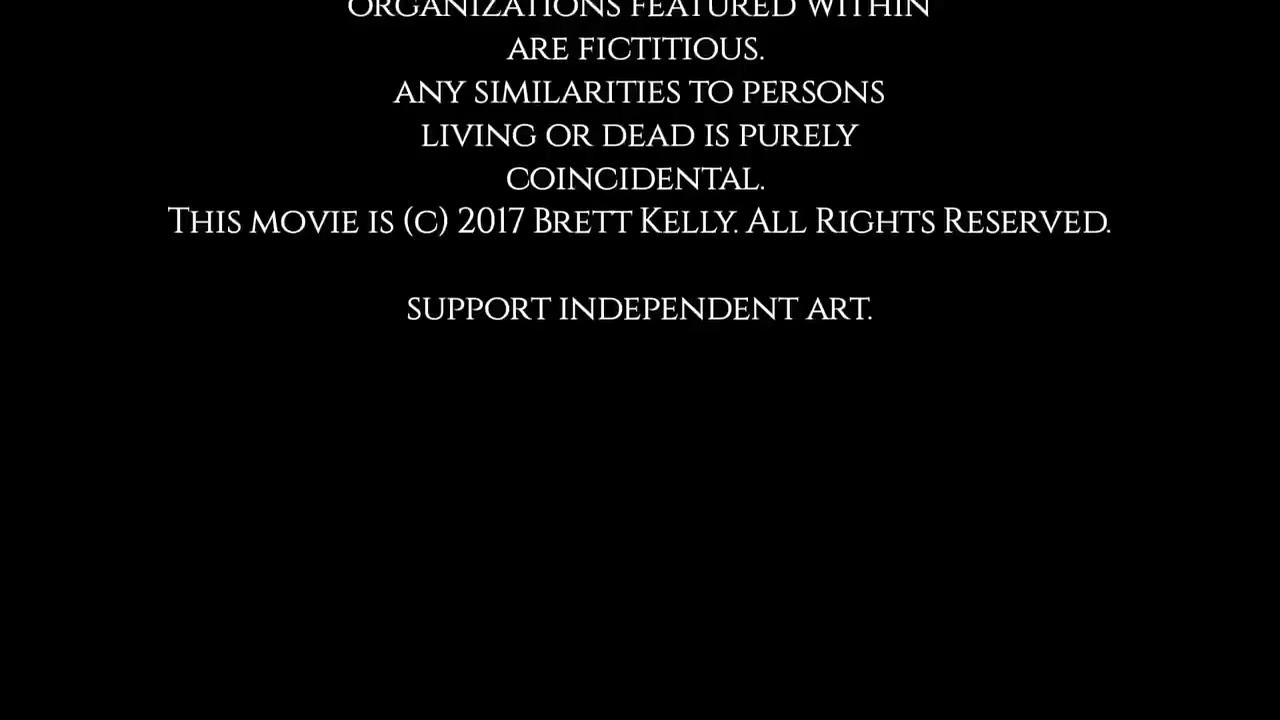 ORGANIZATIONS FEATURED WITHIN
ARE FICTITIOUS.
ANY SIMILARITIES TO PERSONS
LIVING OR DEAD IS PURELY
COINCIDENTAL.
THIS MOVIE IS (C) 2017 BRETT KELLY. ALL RIGHTS RESERVED.
SUPPORT INDEPENDENT ART.